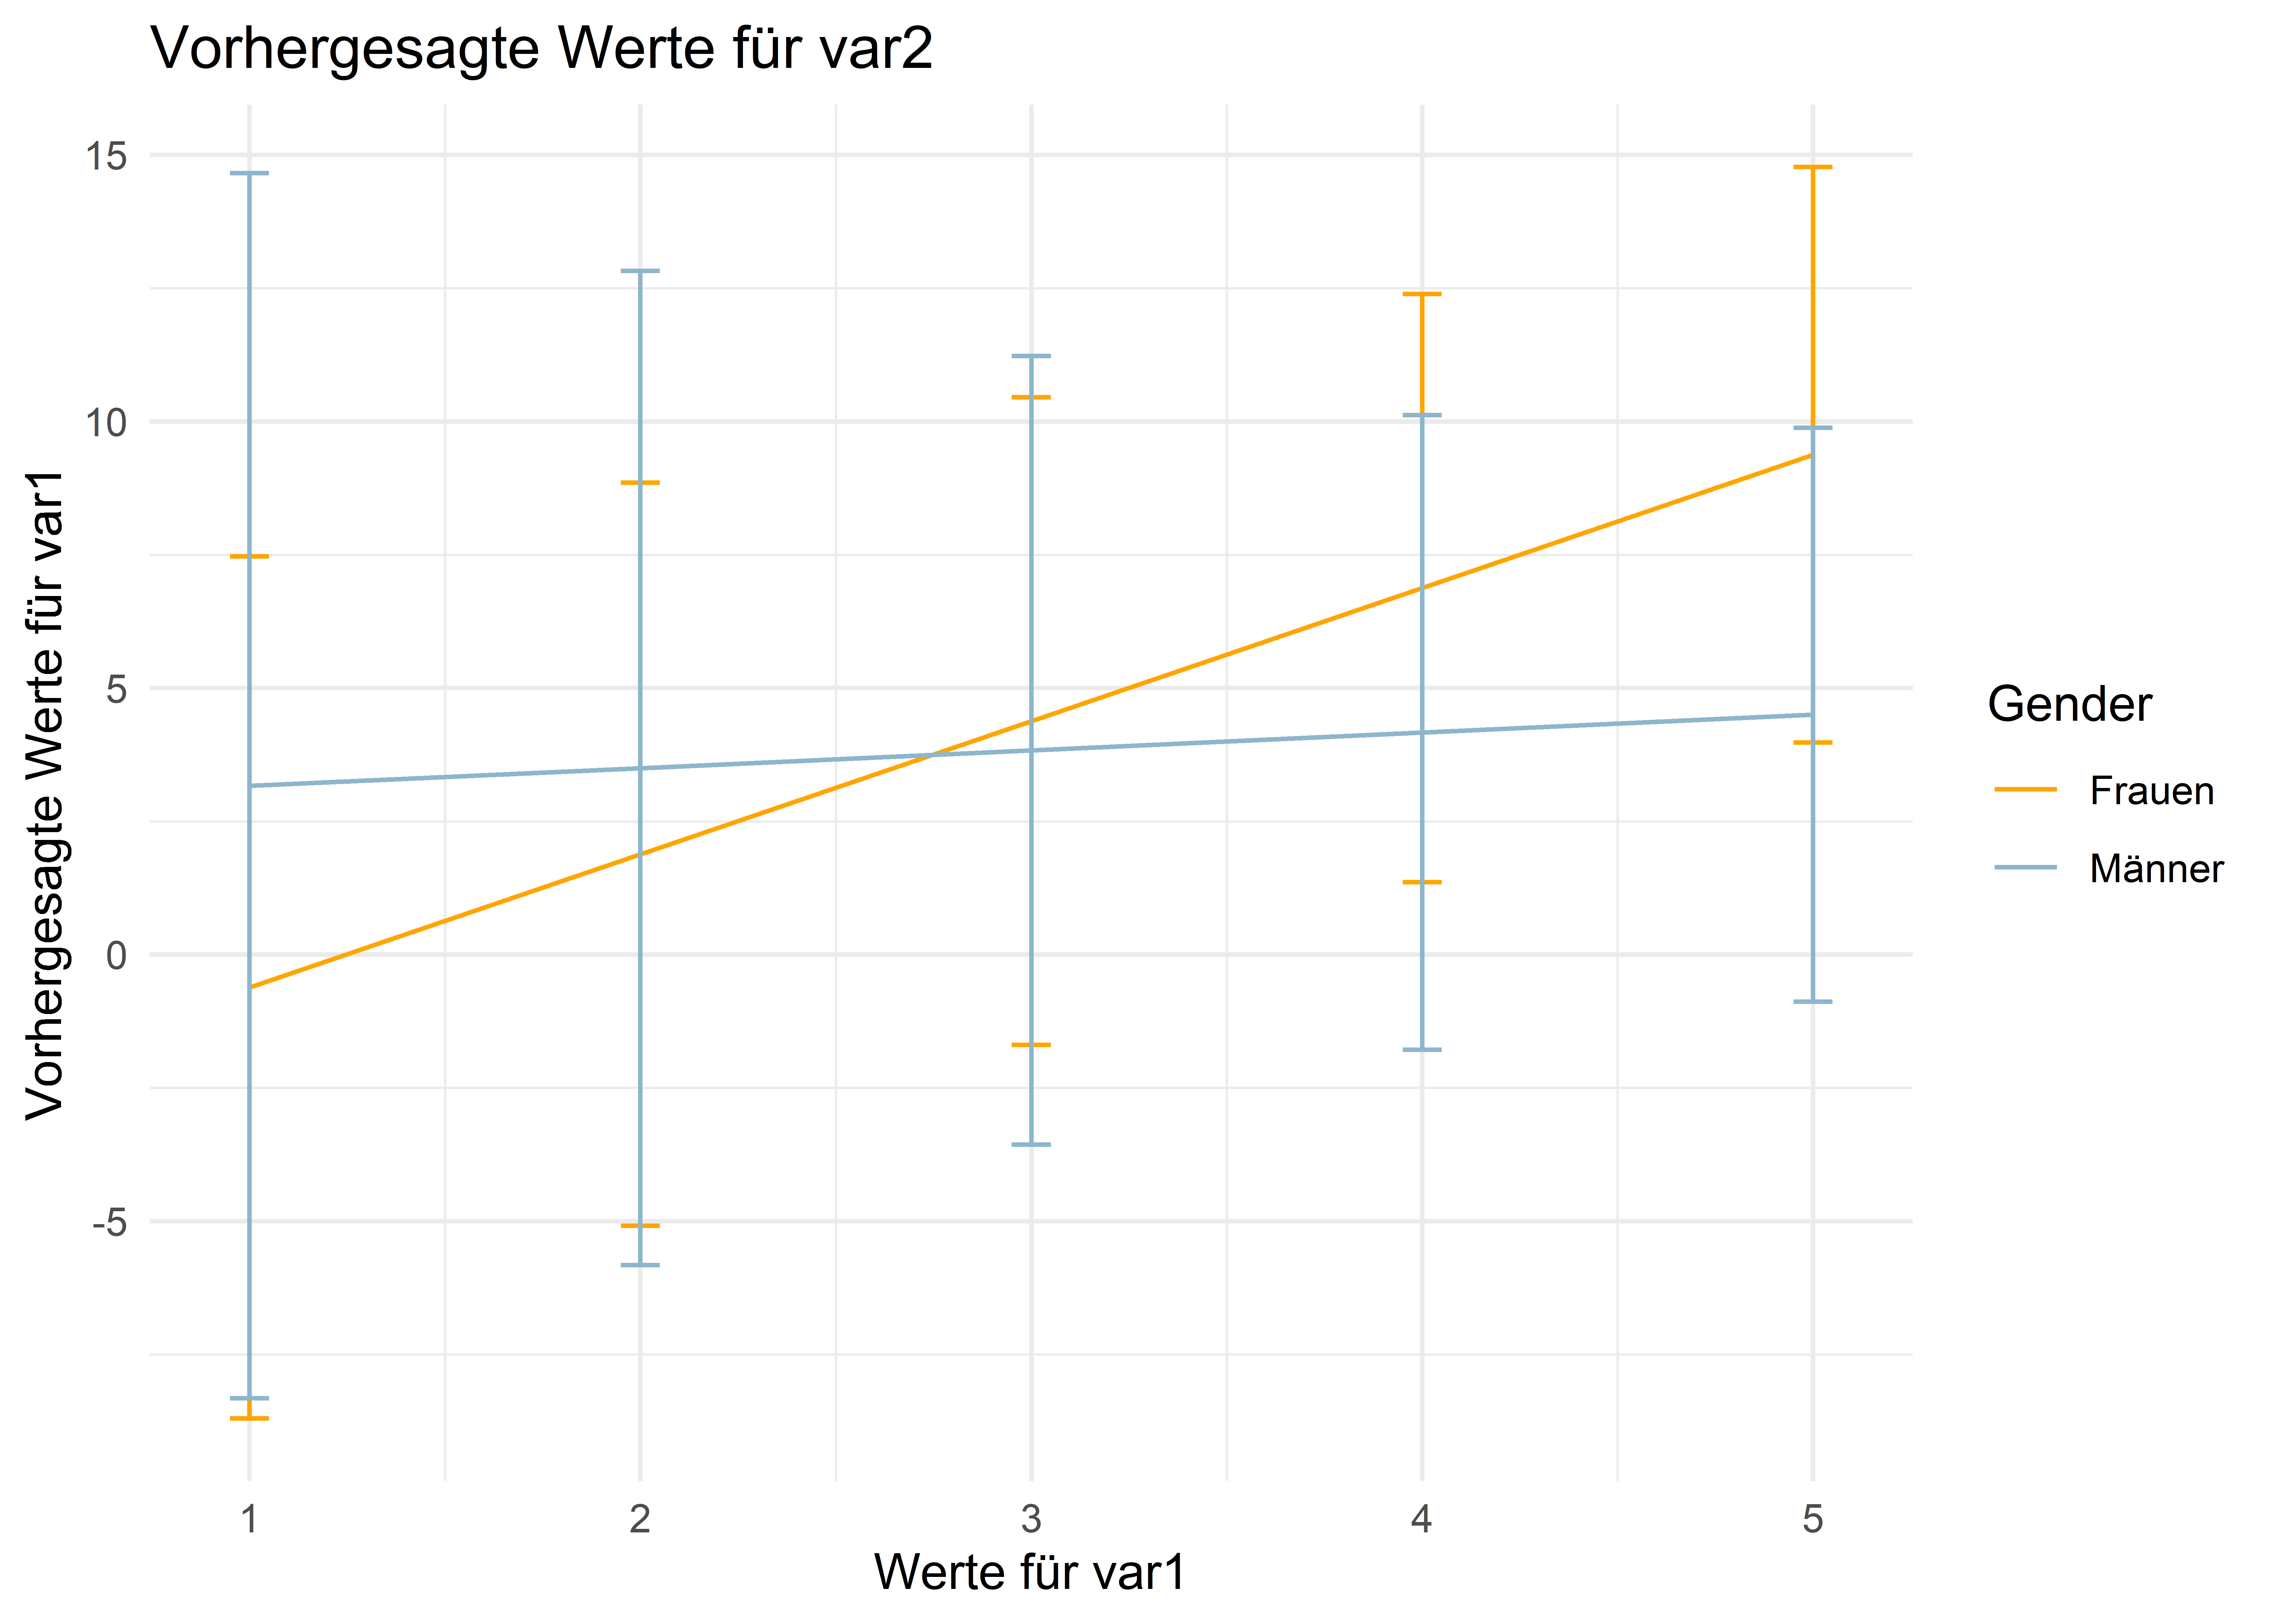 Vorhergesagte Werte für var2
Vorhergesagte Werte für var1
15
10
5
0
-5
1 2 3 4 5
Werte für var1
Gender
Frauen
Männer